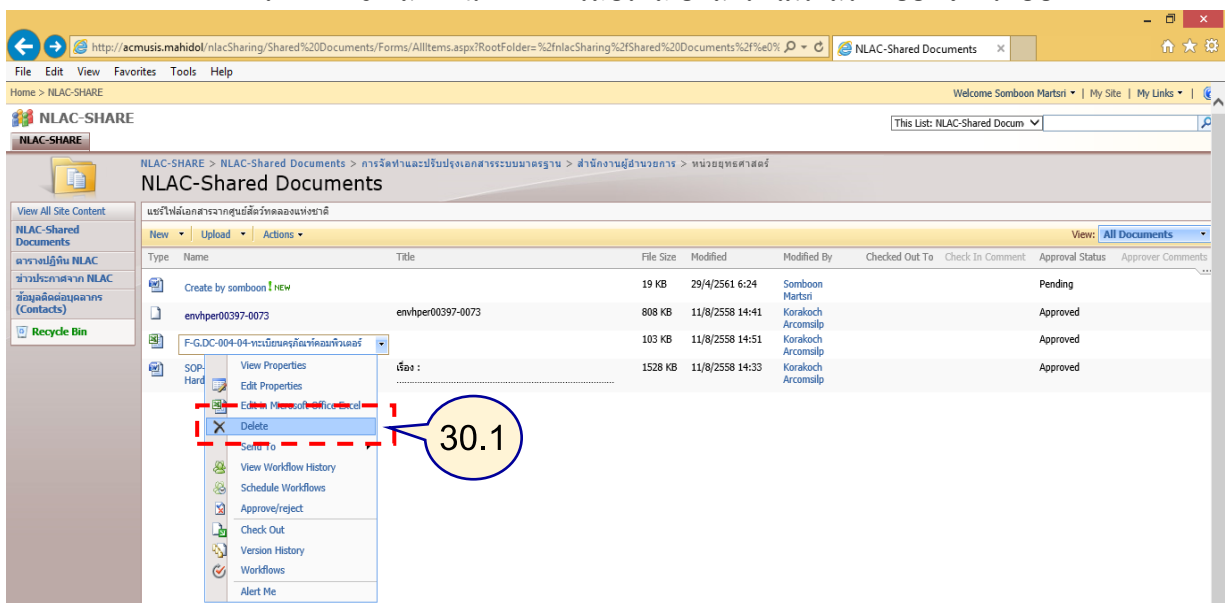 http://acmusis.mahidol/nlacSharing/Shared%20Documents/Forms/AllItems.aspx?RootFolder=%2fnlacSharing%2fShared%20Documents%2f%e0%
NLAC-Shared Documents
File Edit View Favorites Tools Help
Home > NLAC-SHARE
Welcome Somboon Martsri | My Site | My Links |
NLAC-SHARE
This List: NLAC-Shared Docum
NLAC-SHARE
NLAC-SHARE > NLAC-Shared Documents > การจัดทำและปรับปรุงเอกสารระบบมาตรฐาน > สำนักงานผู้อำนวยการ > หน่วยยุทธศาสตร์
NLAC-Shared Documents
View All Site Content
แชร์ไฟล์เอกสารจากศูนย์สัตว์ทดลองแห่งชาติ
NLAC-Shared Documents
New Upload Actions
View: All Documents
ตารางปฏิทิน NLAC
ข่าวประกาศจาก NLAC
ข้อมูลติดต่อบุคลากร (Contacts)
Recycle Bin
Type Name Title File Size Modified Modified By Checked Out To Check In Comment Approval Status Approver Comments
Create by somboon ! NEW 19 KB 29/4/2561 6:24 Somboon Martsri Pending
envhper00397-0073 envhper00397-0073 808 KB 11/8/2558 14:41 Korakoch Arcomsilp Approved
F-G.DC-004-04-ทะเบียนครุภัณฑ์คอมพิวเตอร์ 103 KB 11/8/2558 14:51 Korakoch Arcomsilp Approved
SOP- Hard เรื่อง : 1528 KB 11/8/2558 14:33 Korakoch Arcomsilp Approved
View Properties
Edit Properties
Edit in Microsoft Office Excel
Delete
Send To
View Workflow History
Schedule Workflows
Approve/reject
Check Out
Version History
Workflows
Alert Me
30.1